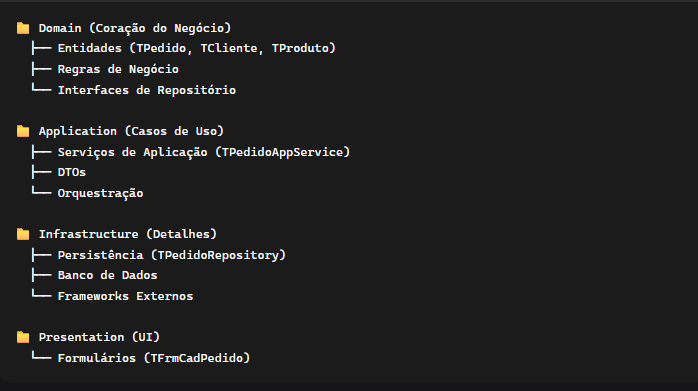 Domain (Coração do Negócio)
├── Entidades (TPedido, TCliente, TProduto)
├── Regras de Negócio
└── Interfaces de Repositório
Application (Casos de Uso)
├── Serviços de Aplicação (TPedidoAppService)
├── DTOs
└── Orquestração
Infrastructure (Detalhes)
├── Persistência (TPedidoRepository)
├── Banco de Dados
└── Frameworks Externos
Presentation (UI)
└── Formulários (TFrmCadPedido)